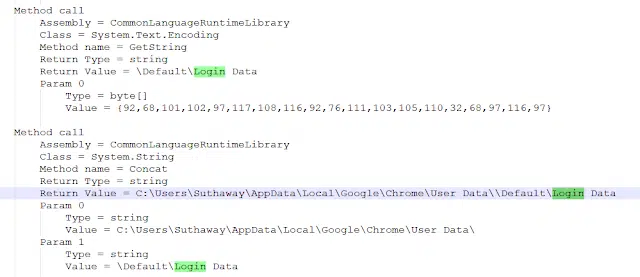 Method call
Assembly = CommonLanguageRuntimeLibrary
Class = System.Text.Encoding
Method name = GetString
Return Type = string
Return Value = \Default\Login Data
Param 0
Type = byte[]
Value = {92,68,101,102,97,117,108,116,92,76,111,103,105,110,32,68,97,116,97}
Method call
Assembly = CommonLanguageRuntimeLibrary
Class = System.String
Method name = Concat
Return Type = string
Return Value = C:\Users\Suthaway\AppData\Local\Google\Chrome\User Data\\Default\Login Data
Param 0
Type = string
Value = C:\Users\Suthaway\AppData\Local\Google\Chrome\User Data\
Param 1
Type = string
Value = \Default\Login Data